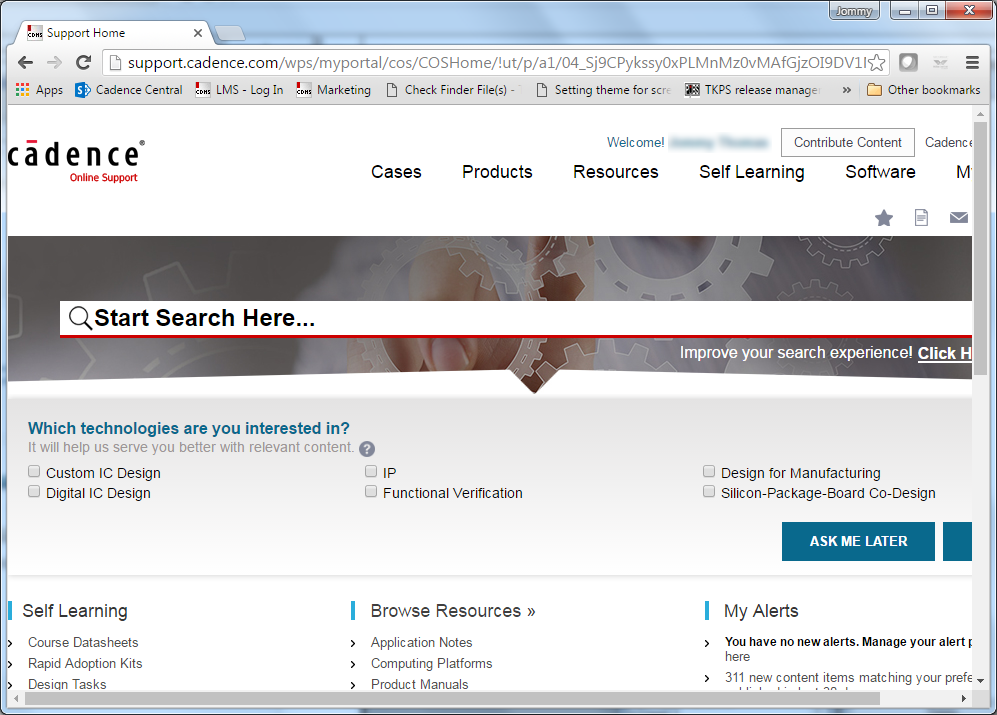 Jommy
Support Home
support.cadence.com/wps/myportal/cos/COSHome/!ut/p/a1/04_Sj9CPykssy0xPLMnMz0vMAfGjzOI9DV1I
Apps Cadence Central LMS - Log In Marketing Check Finder File(s) - Setting theme for scre TKPS release manage » Other bookmarks
Welcome! Contribute Content Cadence
cādence®
Online Support
Cases Products Resources Self Learning Software M
Start Search Here...
Improve your search experience! Click H
Which technologies are you interested in?
It will help us serve you better with relevant content. ?
Custom IC Design IP Design for Manufacturing
Digital IC Design Functional Verification Silicon-Package-Board Co-Design
ASK ME LATER
Self Learning Browse Resources » My Alerts
Course Datasheets Application Notes You have no new alerts. Manage your alert p
here
Rapid Adoption Kits Computing Platforms
Design Tasks Product Manuals 311 new content items matching your prefe